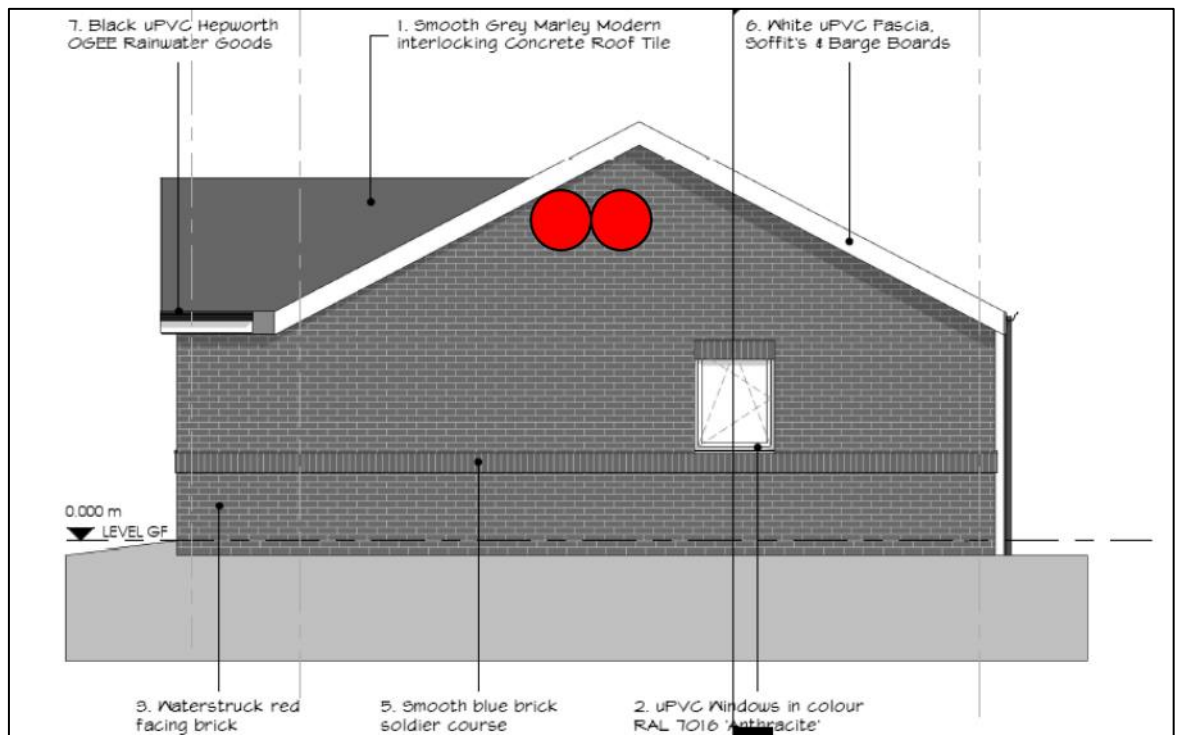 7. Black uPVC Hepworth
OGEE Rainwater Goods
1. Smooth Grey Marley Modern
interlocking Concrete Roof Tile
6. White uPVC Fascia,
Soffit's & Barge Boards
0.000 m
LEVEL GF
3. Waterstruck red
facing brick
5. Smooth blue brick
soldier course
2. uPVC Windows in colour
RAL 7016 'Anthracite'